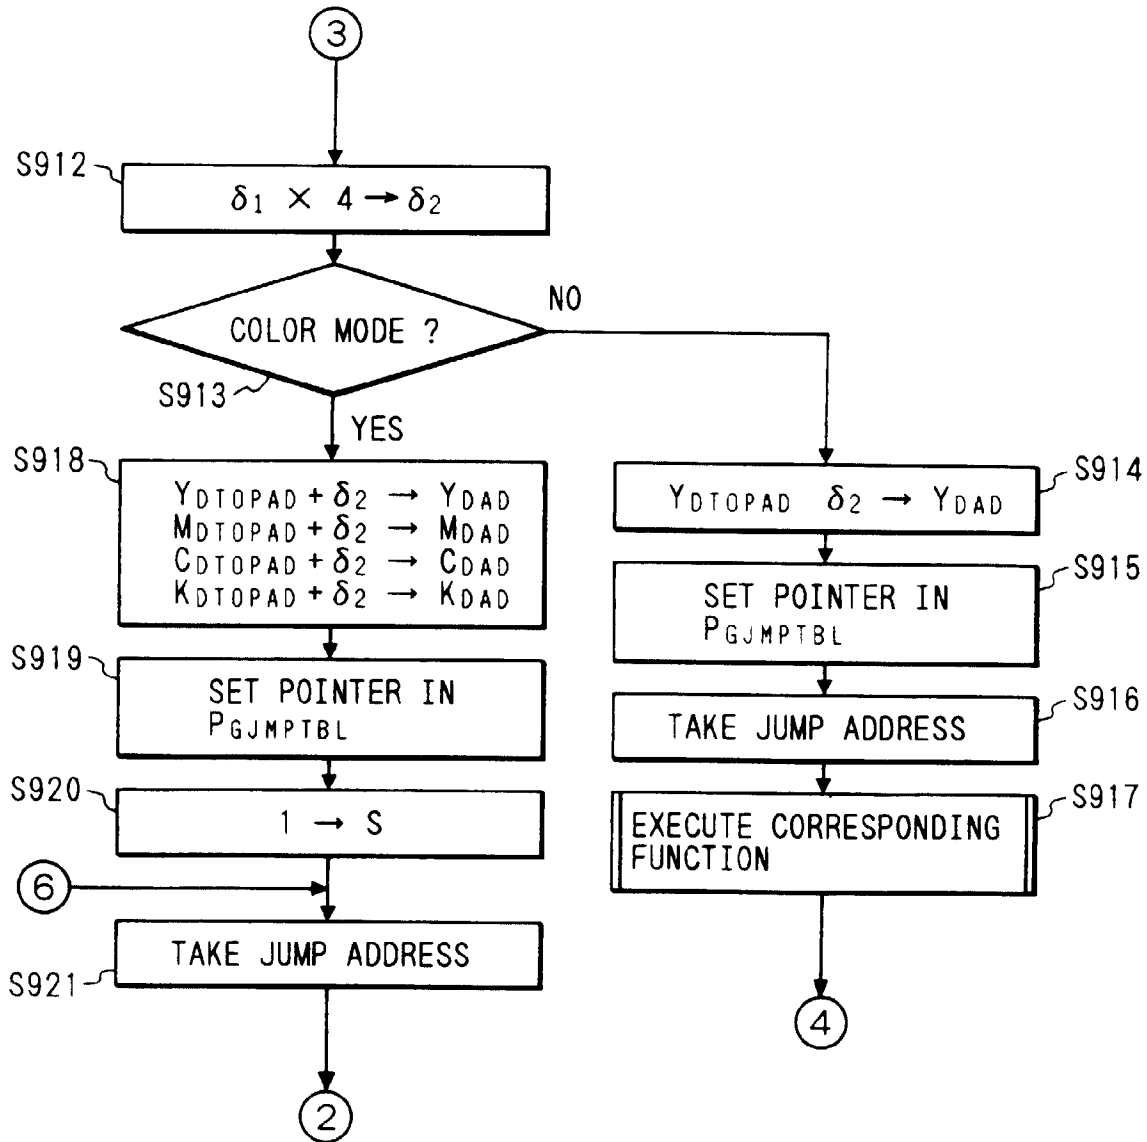 3
S912
δ1 × 4 → δ2
COLOR MODE ?
NO
S913
YES
S918
YDTOPAD + δ2 → YDAD
MDTOPAD + δ2 → MDAD
CDTOPAD + δ2 → CDAD
KDTOPAD + δ2 → KDAD
S914
YDTOPAD δ2 → YDAD
S915
SET POINTER IN
PGJMPTBL
S919
SET POINTER IN
PGJMPTBL
S916
TAKE JUMP ADDRESS
S920
1 → S
S917
EXECUTE CORRESPONDING
FUNCTION
6
TAKE JUMP ADDRESS
S921
4
2